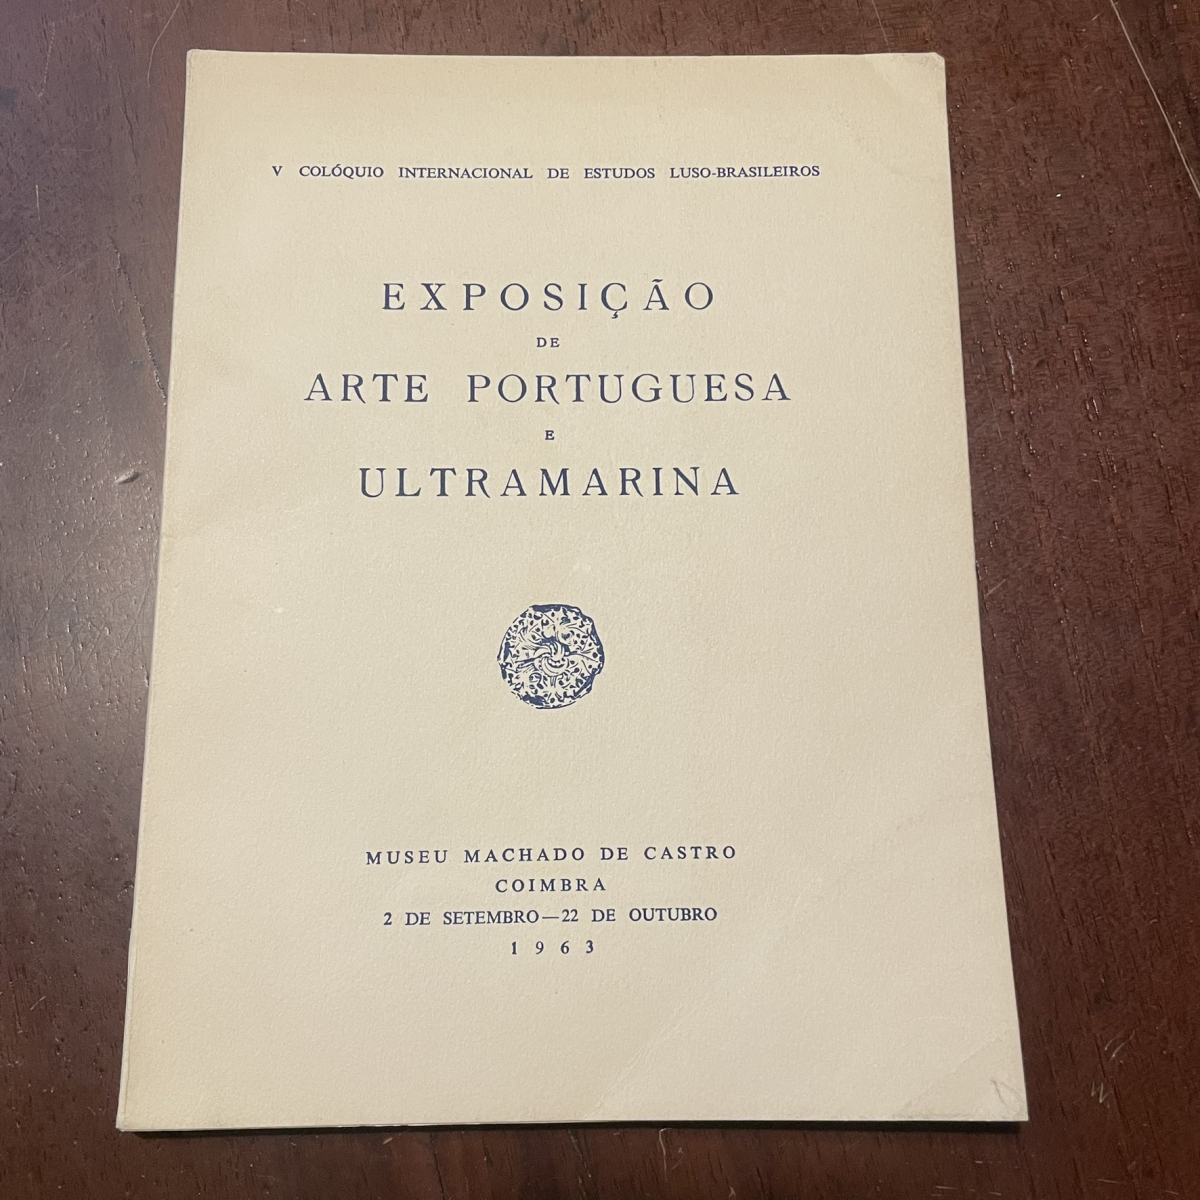 V COLÓQUIO INTERNACIONAL DE ESTUDOS LUSO-BRASILEIROS
EXPOSIÇÃO
DE
ARTE PORTUGUESA
E
ULTRAMARINA
MUSEU MACHADO DE CASTRO
COIMBRA
2 DE SETEMBRO—22 DE OUTUBRO
1963